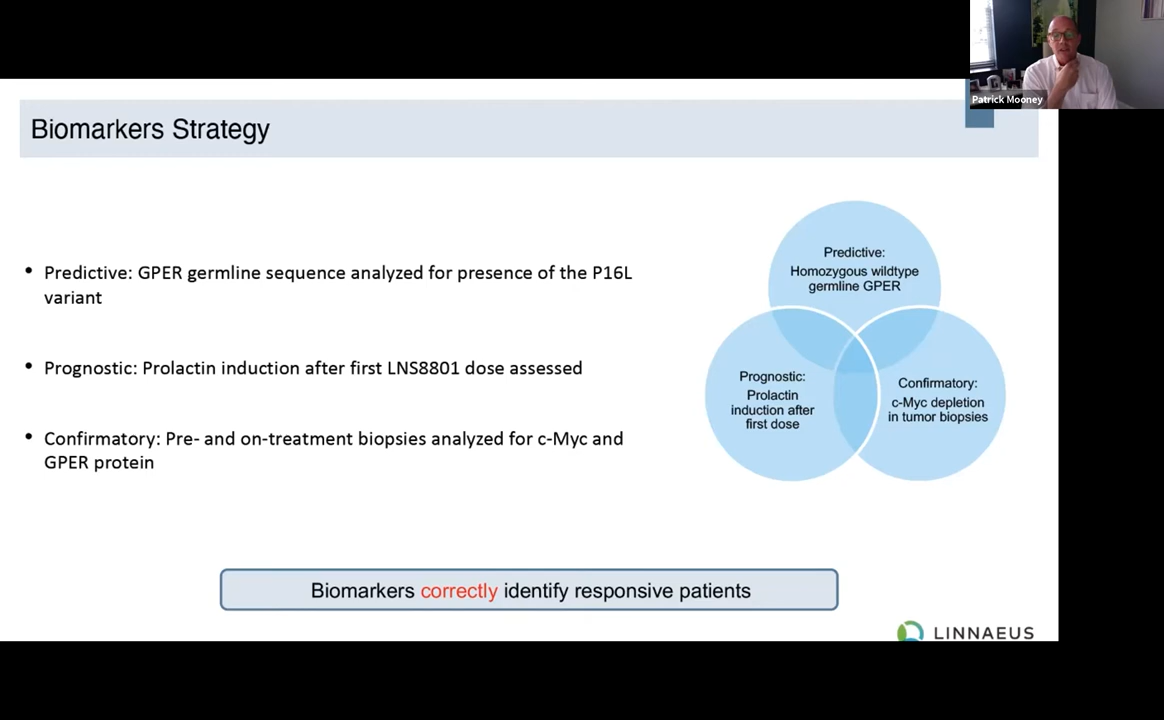 Patrick Mooney
Biomarkers Strategy
• Predictive: GPER germline sequence analyzed for presence of the P16L
variant
• Prognostic: Prolactin induction after first LNS8801 dose assessed
• Confirmatory: Pre- and on-treatment biopsies analyzed for c-Myc and
GPER protein
Predictive:
Homozygous wildtype
germline GPER
Prognostic:
Prolactin
induction after
first dose
Confirmatory:
c-Myc depletion
in tumor biopsies
Biomarkers correctly identify responsive patients
LINNAEUS